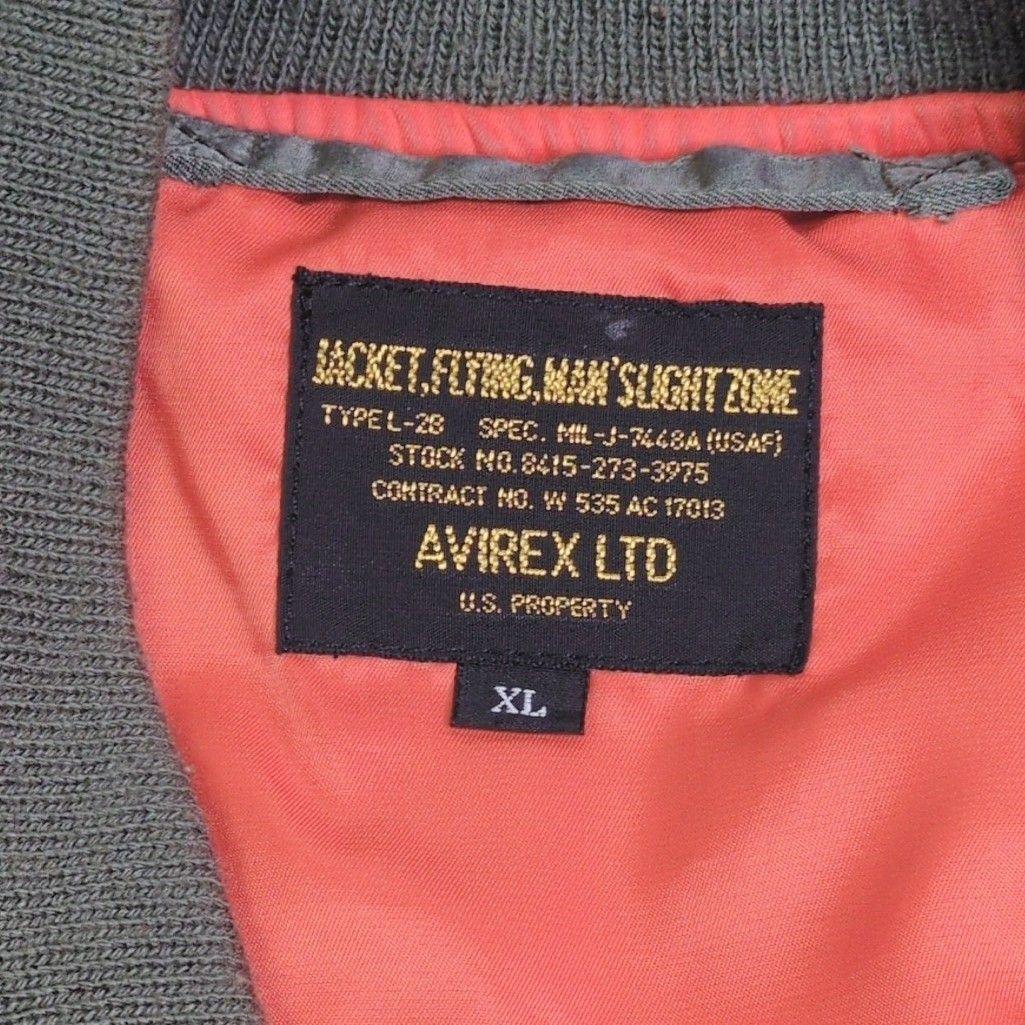 JACKET, FLYING, MAN'S LIGHT ZONE
TYPE L-2B SPEC. MIL-J-7448A (USAF)
STOCK NO. 8415-273-3975
CONTRACT NO. W 535 AC 17013
AVIREX LTD
U.S. PROPERTY
XL